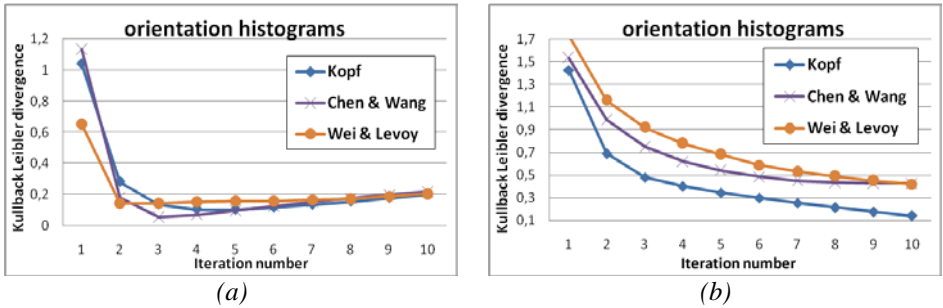 orientation histograms
Kullback Leibler divergence
1,2
1
0,8
0,6
0,4
0,2
0
Kopf
Chen & Wang
Wei & Levoy
1 2 3 4 5 6 7 8 9 10
Iteration number
(a)
orientation histograms
Kullback Leibler divergence
1,7
1,5
1,3
1,1
0,9
0,7
0,5
0,3
0,1
Kopf
Chen & Wang
Wei & Levoy
1 2 3 4 5 6 7 8 9 10
Iteration number
(b)